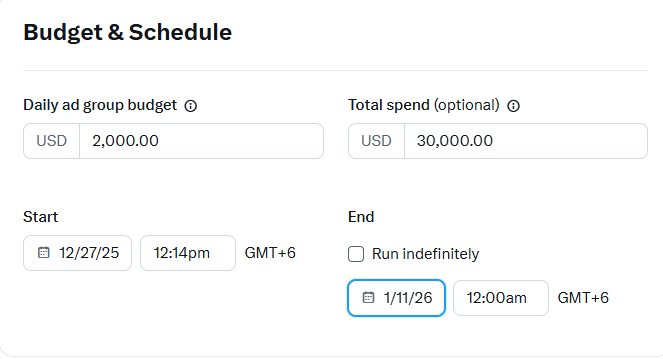 Budget & Schedule
Daily ad group budget
Total spend (optional)
USD 2,000.00
USD 30,000.00
Start
End
12/27/25 12:14pm GMT+6
Run indefinitely
1/11/26 12:00am GMT+6